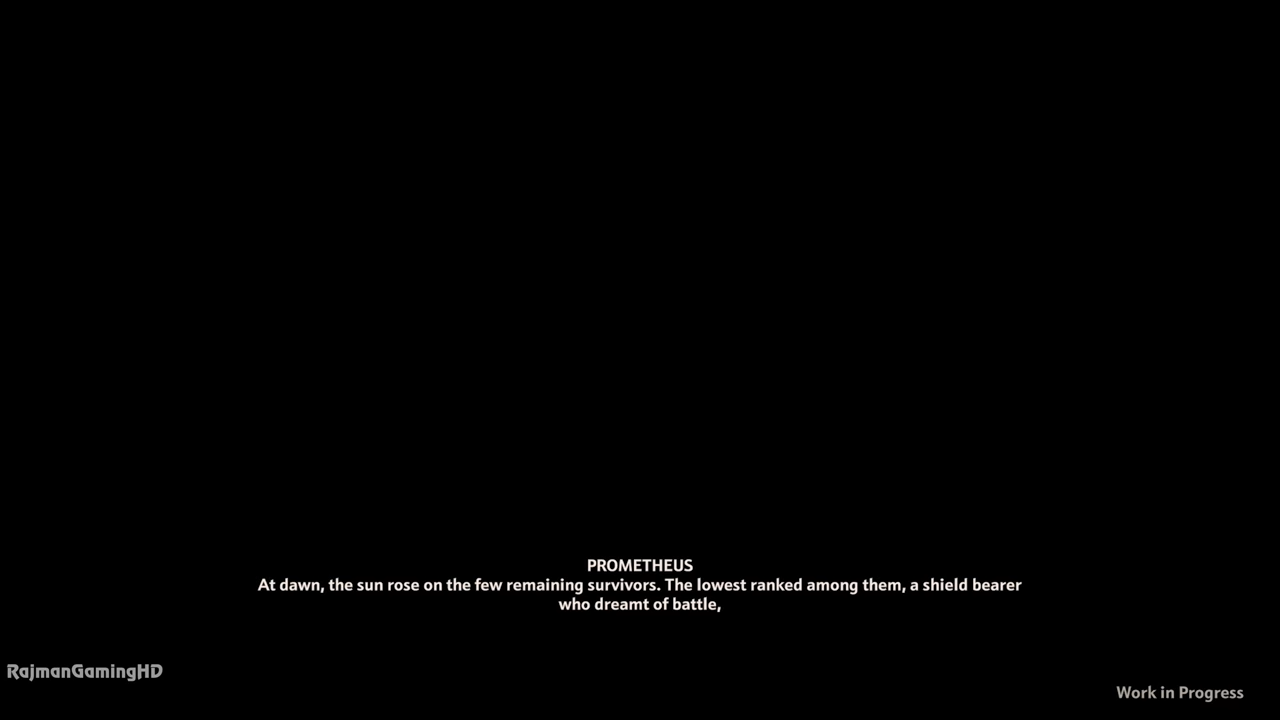 PROMETHEUS
At dawn, the sun rose on the few remaining survivors. The lowest ranked among them, a shield bearer
who dreamt of battle,
RajmanGamingHD
Work in Progress